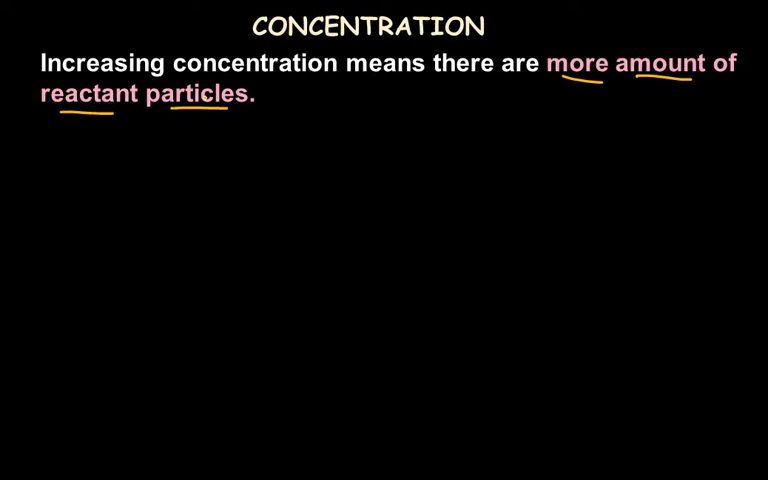 CONCENTRATION
Increasing concentration means there are more amount of
reactant particles.